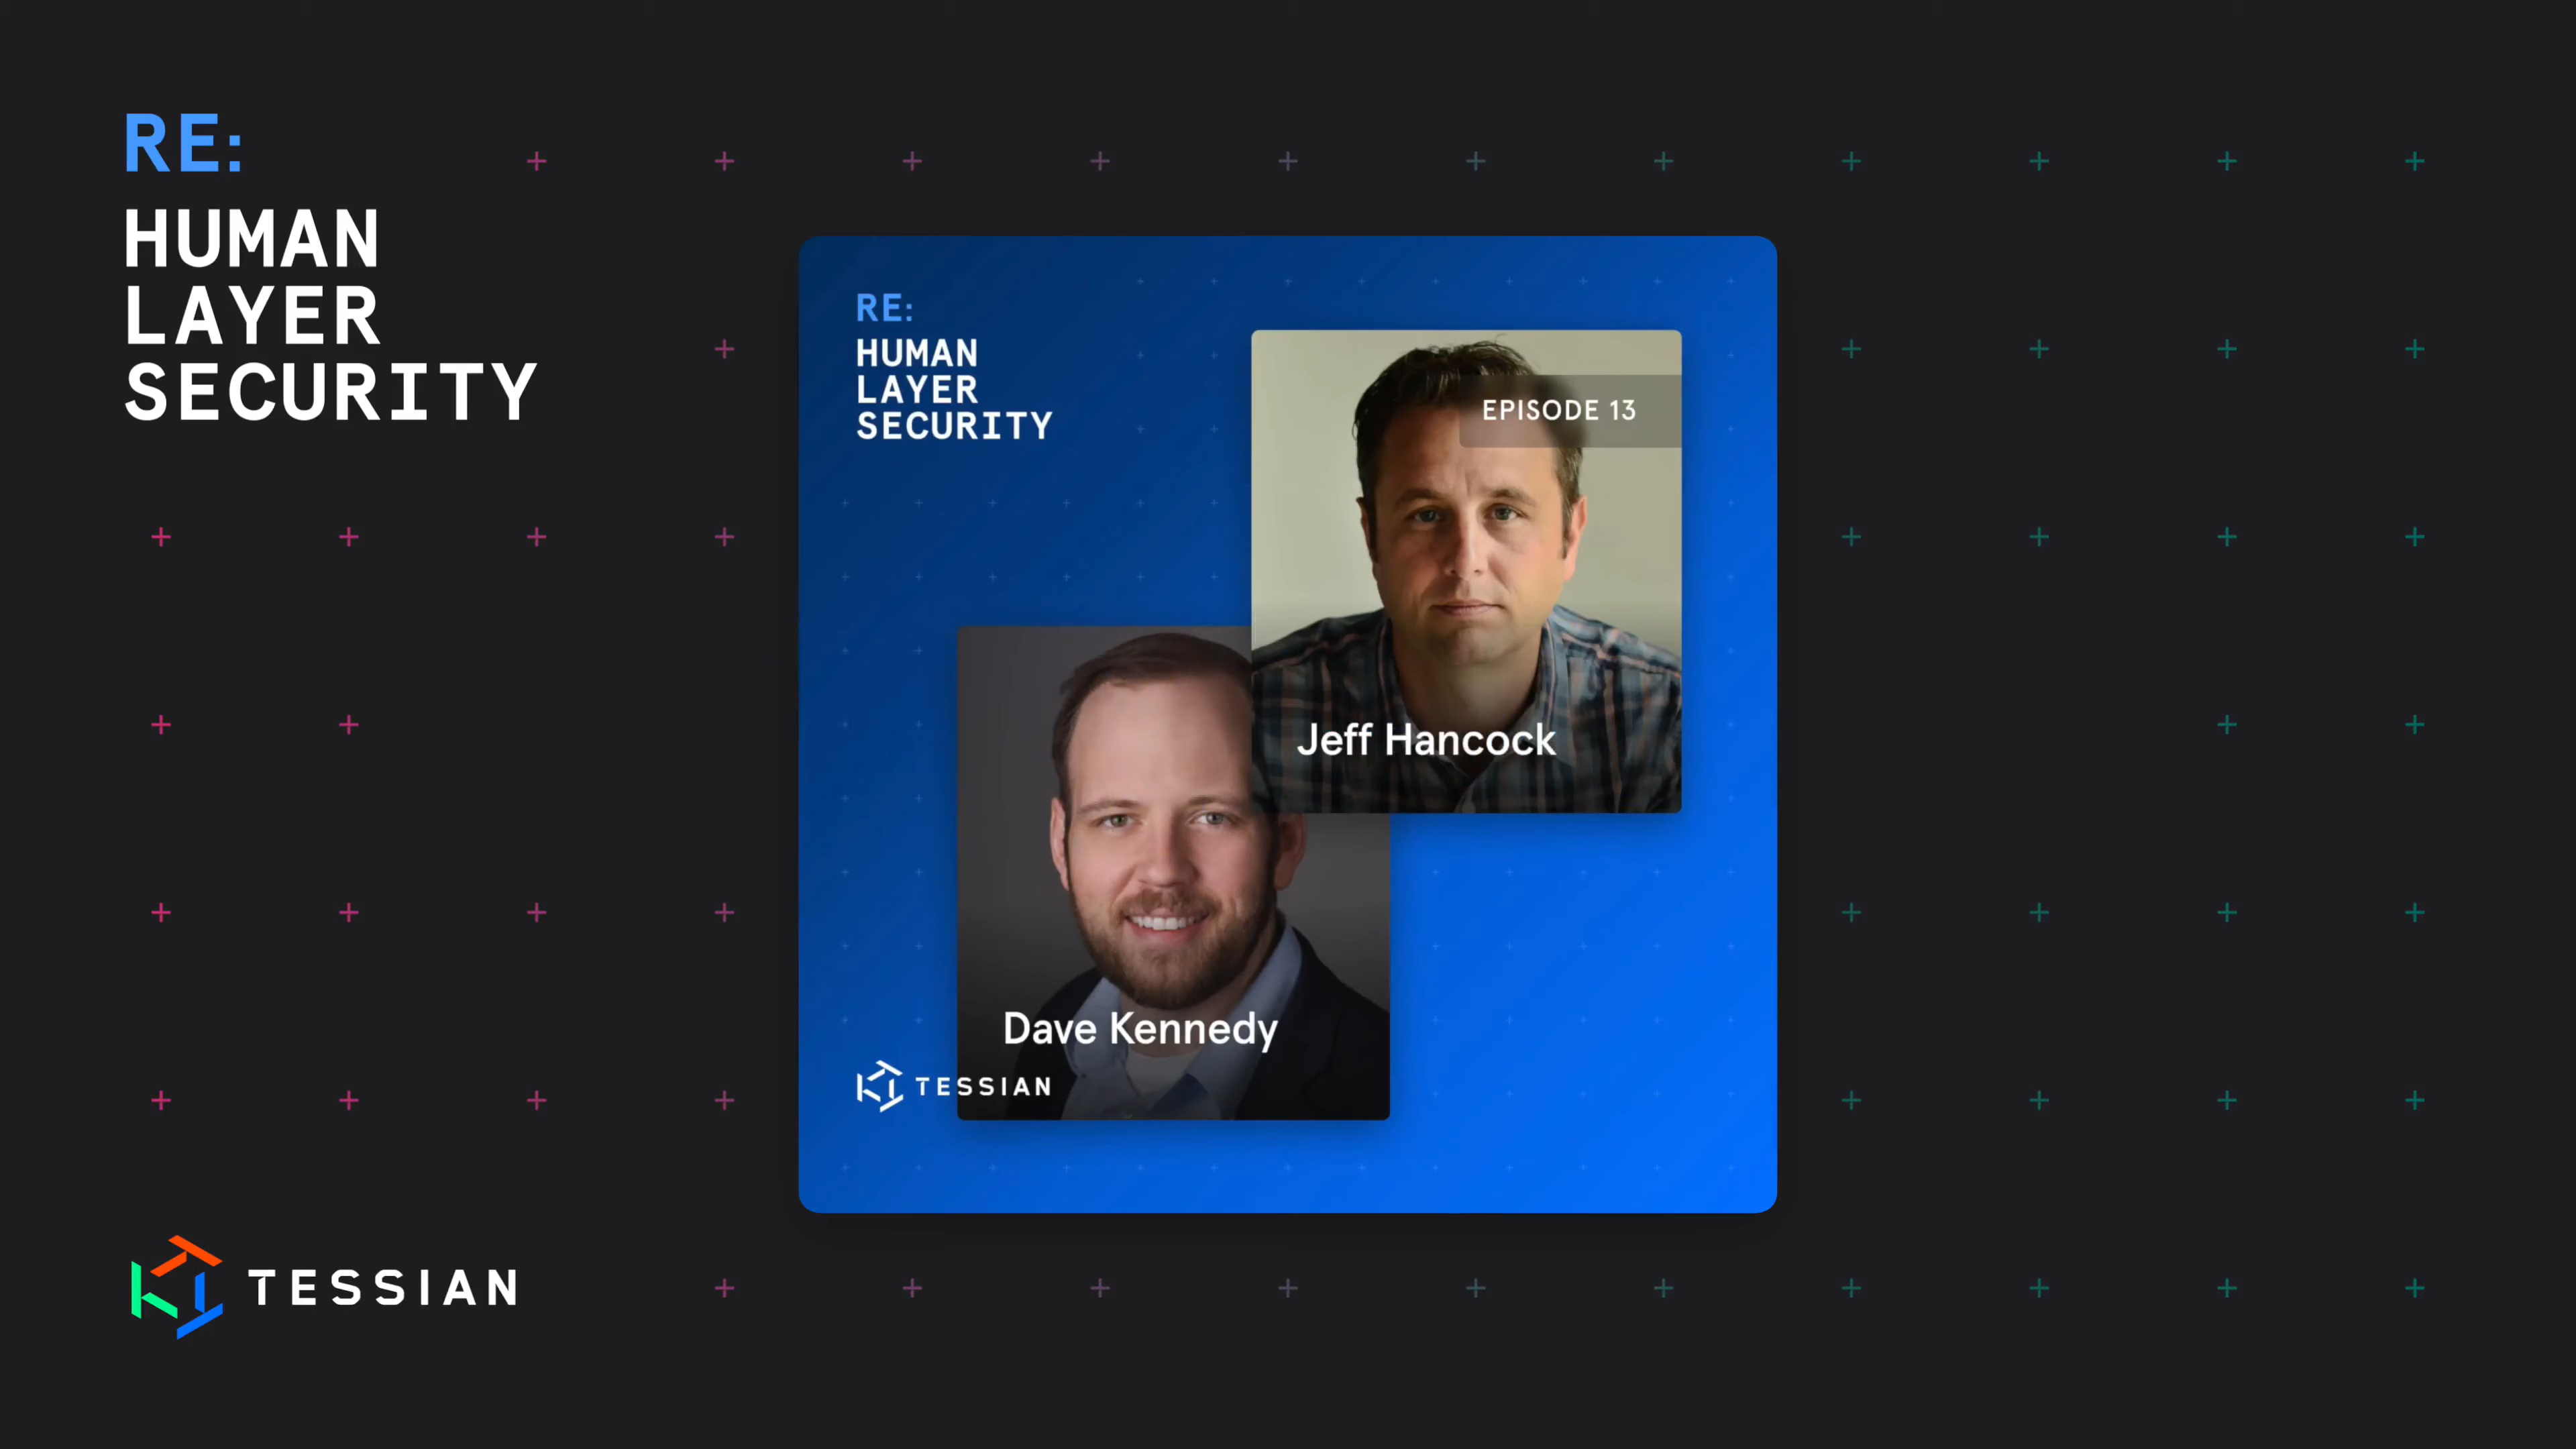 RE:
HUMAN
LAYER
SECURITY
RE:
HUMAN
LAYER
SECURITY
EPISODE 13
Jeff Hancock
Dave Kennedy
TESSIAN
TESSIAN